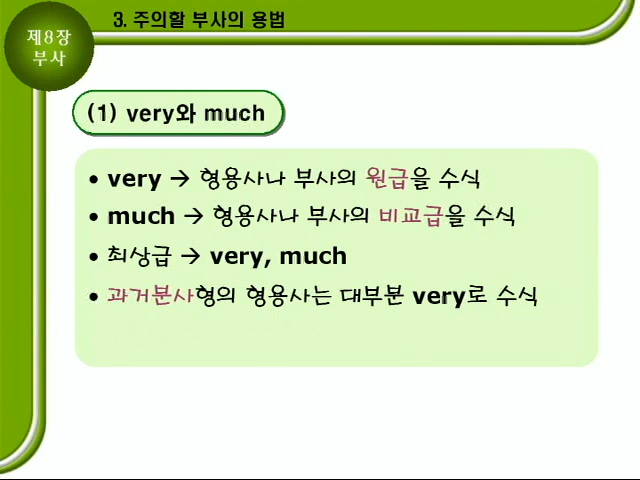 제8장
부사
3. 주의할 부사의 용법
(1) very와 much
• very → 형용사나 부사의 원급을 수식
• much → 형용사나 부사의 비교급을 수식
• 최상급 → very, much
• 과거분사형의 형용사는 대부분 very로 수식